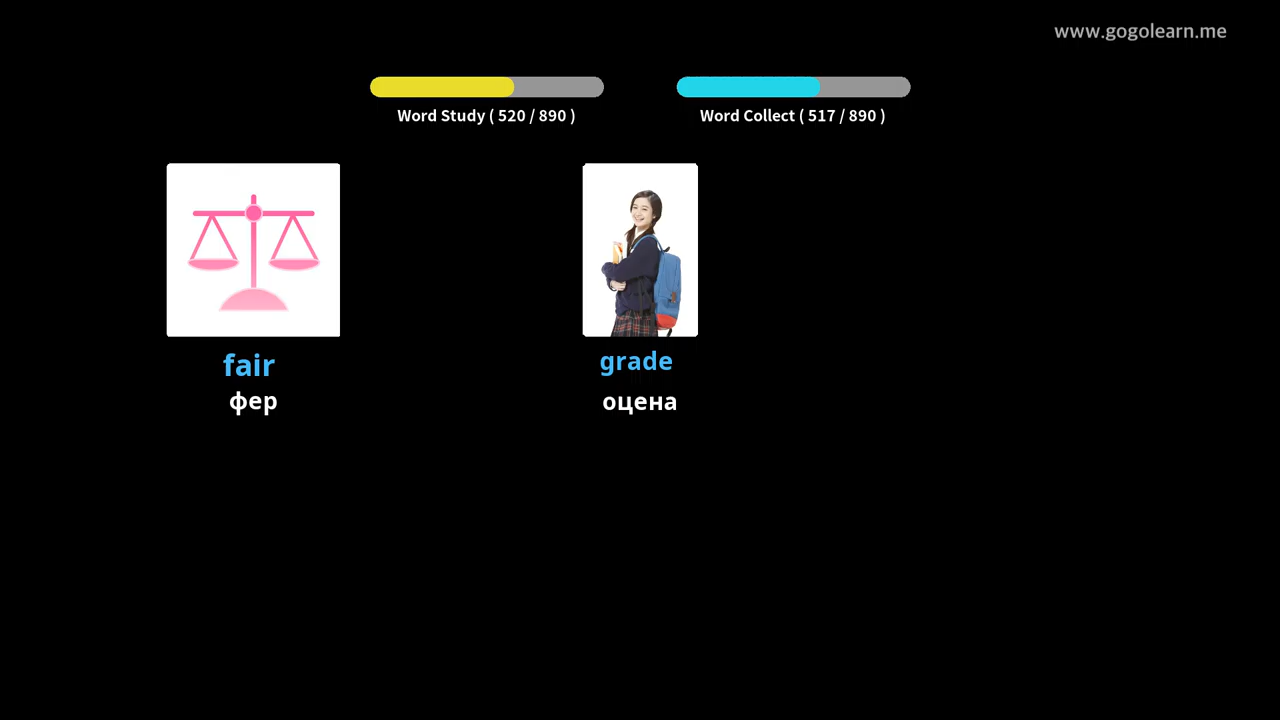 www.gogolearn.me
Word Study ( 520 / 890 )
Word Collect ( 517 / 890 )
fair
фер
grade
оцена